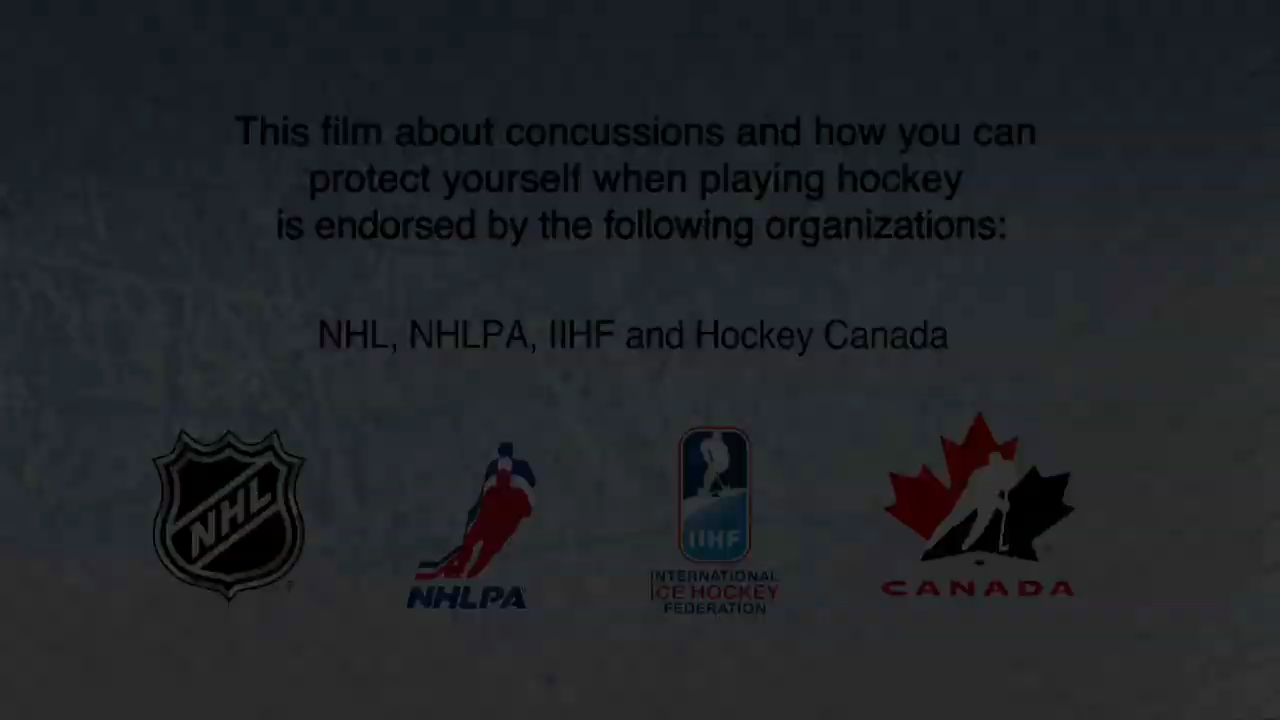 This film about concussions and how you can
protect yourself when playing hockey
is endorsed by the following organizations:
NHL, NHLPA, IIHF and Hockey Canada
NHL
NHLPA
IIHF
INTERNATIONAL
ICE HOCKEY
FEDERATION
CANADA